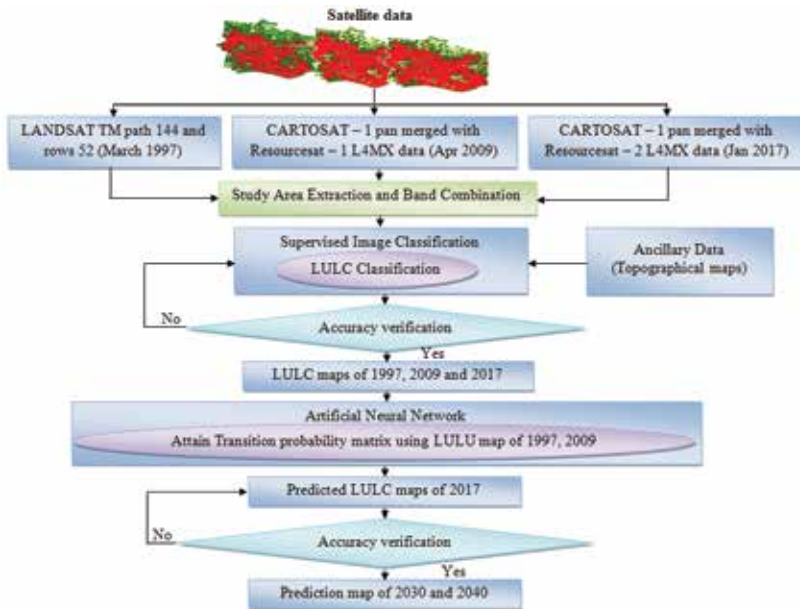 Satellite data
LANDSAT TM path 144 and
rows 52 (March 1997)
CARTOSAT – 1 pan merged with
Resourcesat – 1 L4MX data (Apr 2009)
CARTOSAT – 1 pan merged with
Resourcesat – 2 L4MX data (Jan 2017)
Study Area Extraction and Band Combination
Supervised Image Classification
LULC Classification
Ancillary Data
(Topographical maps)
No
Accuracy verification
Yes
LULC maps of 1997, 2009 and 2017
Artificial Neural Network
Attain Transition probability matrix using LULU map of 1997, 2009
Predicted LULC maps of 2017
No
Accuracy verification
Yes
Prediction map of 2030 and 2040